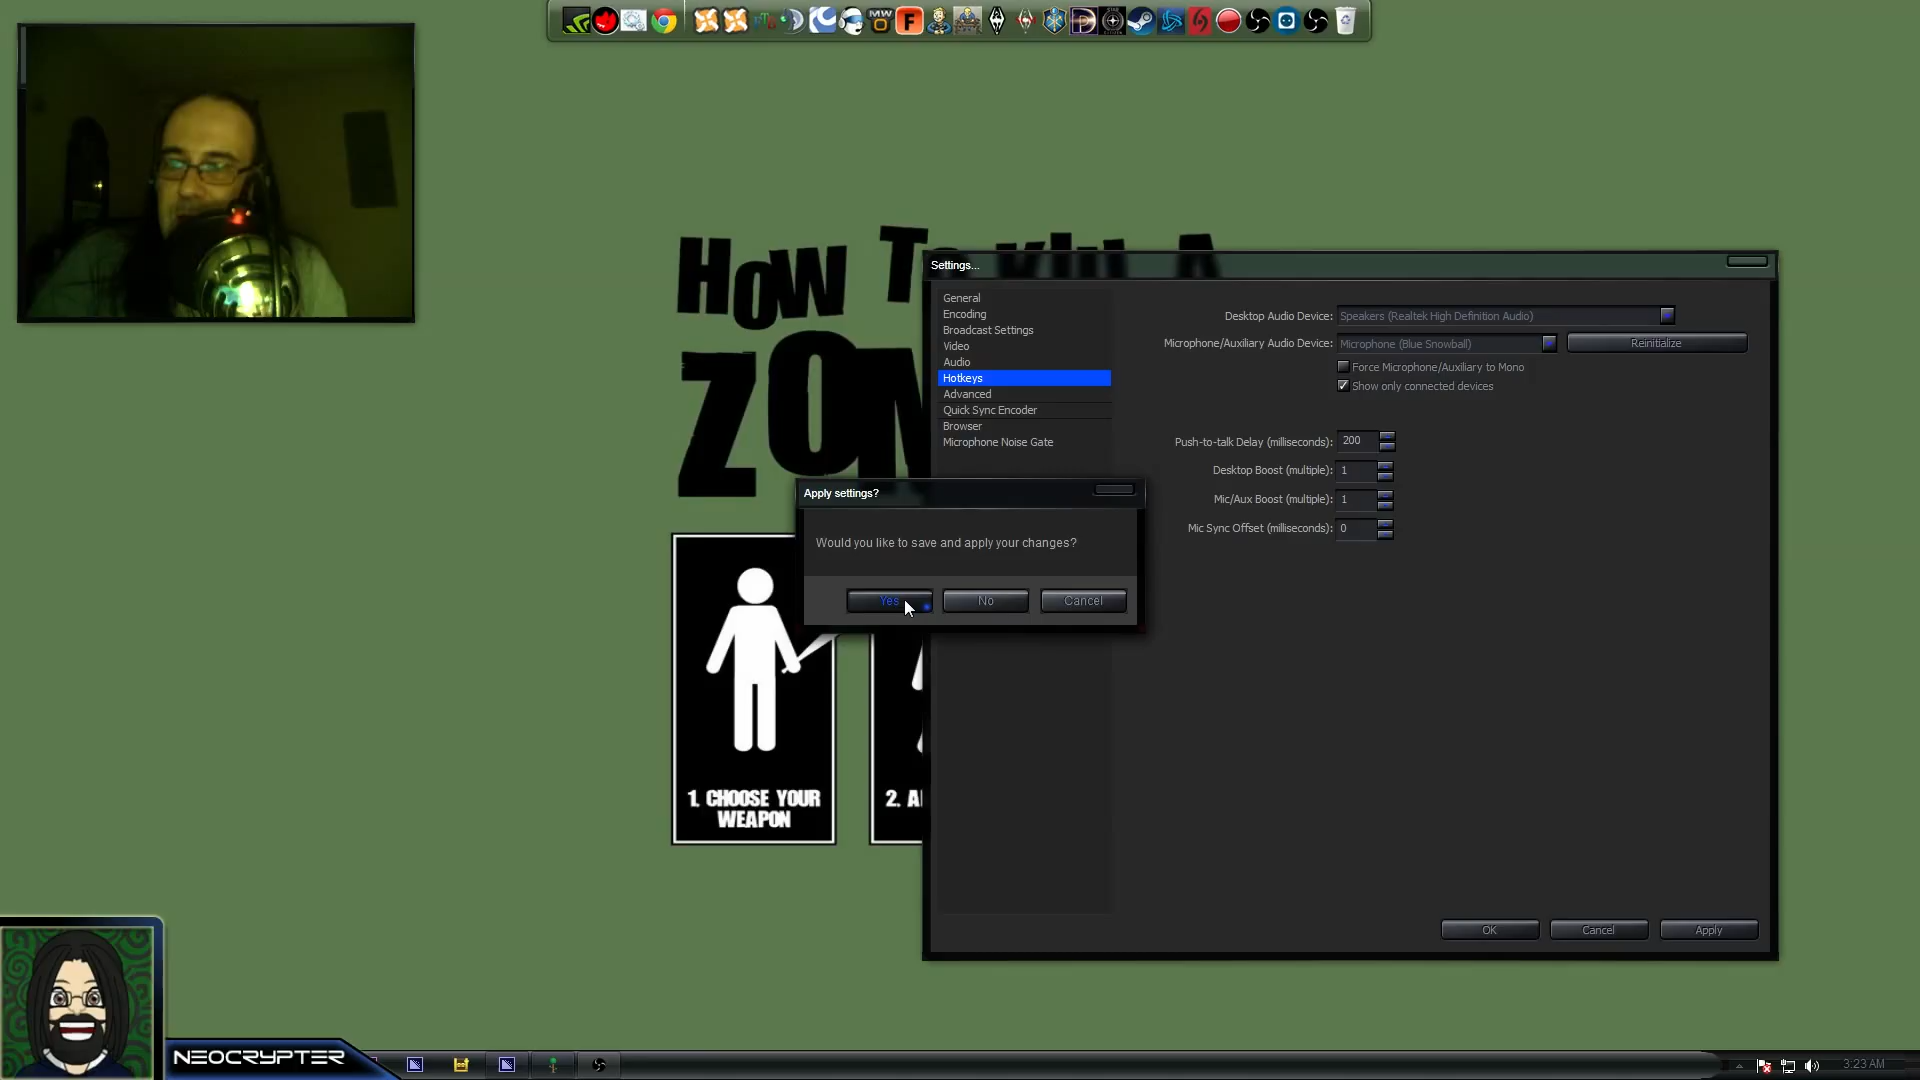 HOW TO KILL A
ZOM
1. CHOOSE YOUR
WEAPON
2. A
Settings...
General
Encoding
Broadcast Settings
Video
Audio
Hotkeys
Advanced
Quick Sync Encoder
Browser
Microphone Noise Gate
Desktop Audio Device: Speakers (Realtek High Definition Audio)
Microphone/Auxiliary Audio Device: Microphone (Blue Snowball) Reinitialize
Force Microphone/Auxiliary to Mono
Show only connected devices
Push-to-talk Delay (milliseconds): 200
Desktop Boost (multiple): 1
Mic/Aux Boost (multiple): 1
Mic Sync Offset (milliseconds): 0
Apply settings?
Would you like to save and apply your changes?
Yes No Cancel
OK Cancel Apply
NEOCRYPTER
3:23 AM